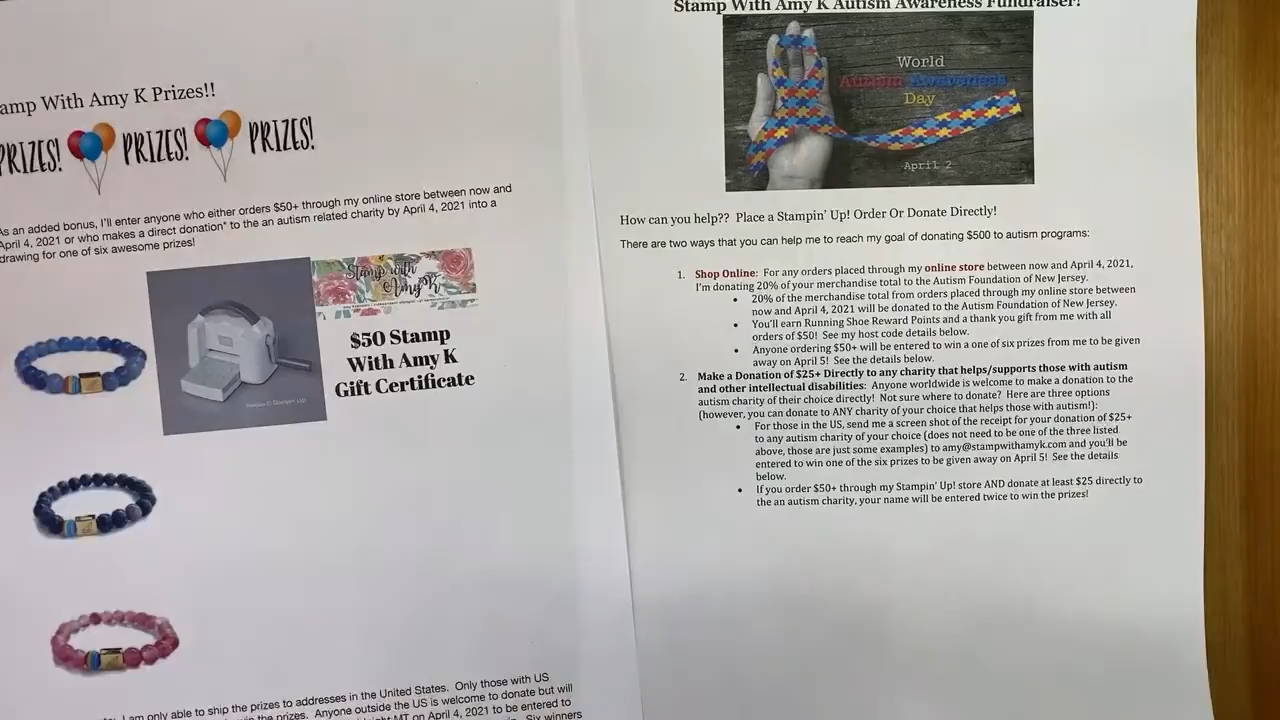 amp With Amy K Prizes!!
PRIZES! PRIZES! PRIZES!
As an added bonus, I'll enter anyone who either orders $50+ through my online store between now and
April 4, 2021 or who makes a direct donation* to the an autism related charity by April 4, 2021 into a
drawing for one of six awesome prizes!
Stamp with
Amy K
$50 Stamp
With Amy K
Gift Certificate
I am only able to ship the prizes to addresses in the United States. Only those with US
the prizes. Anyone outside the US is welcome to donate but will
MT on April 4, 2021 to be entered to
Six winners
Stamp With Amy K Autism Awareness Fundraiser!
World
Autism Awareness
Day
April 2
How can you help?? Place a Stampin' Up! Order Or Donate Directly!
There are two ways that you can help me to reach my goal of donating $500 to autism programs:
1. Shop Online: For any orders placed through my online store between now and April 4, 2021,
I'm donating 20% of your merchandise total to the Autism Foundation of New Jersey.
• 20% of the merchandise total from orders placed through my online store between
now and April 4, 2021 will be donated to the Autism Foundation of New Jersey.
• You'll earn Running Shoe Reward Points and a thank you gift from me with all
orders of $50! See my host code details below.
• Anyone ordering $50+ will be entered to win a one of six prizes from me to be given
away on April 5! See the details below.
2. Make a Donation of $25+ Directly to any charity that helps/supports those with autism
and other intellectual disabilities: Anyone worldwide is welcome to make a donation to the
autism charity of their choice directly! Not sure where to donate? Here are three options
(however, you can donate to ANY charity of your choice that helps those with autism!):
• For those in the US, send me a screen shot of the receipt for your donation of $25+
to any autism charity of your choice (does not need to be one of the three listed
above, those are just some examples) to amy@stampwithamyk.com and you'll be
entered to win one of the six prizes to be given away on April 5! See the details
below.
• If you order $50+ through my Stampin' Up! store AND donate at least $25 directly to
the an autism charity, your name will be entered twice to win the prizes!